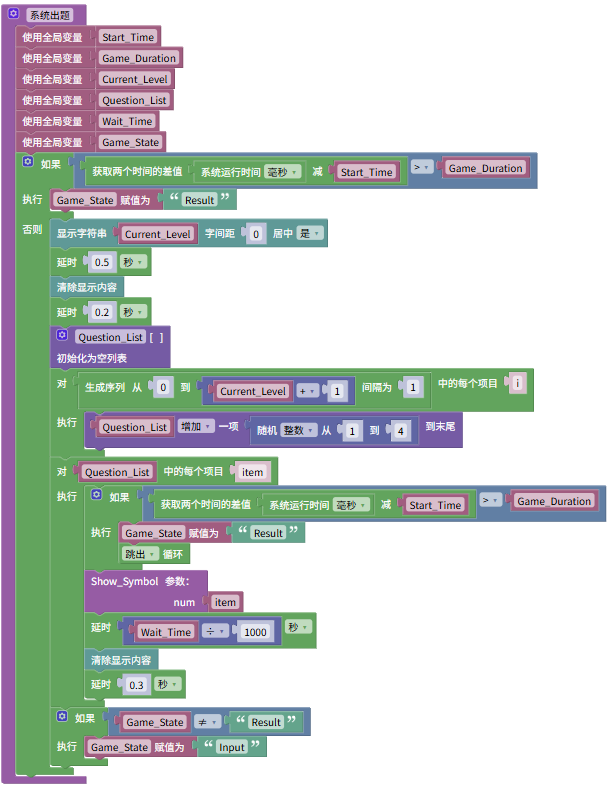 系统出题
使用全局变量 Start_Time
使用全局变量 Game_Duration
使用全局变量 Current_Level
使用全局变量 Question_List
使用全局变量 Wait_Time
使用全局变量 Game_State
如果 获取两个时间的差值 系统运行时间 毫秒 减 Start_Time > Game_Duration
执行 Game_State 赋值为 “ Result ”
否则 显示字符串 Current_Level 字间距 0 居中 是
延时 0.5 秒
清除显示内容
延时 0.2 秒
Question_List [ ]
初始化为空列表
对 生成序列 从 0 到 Current_Level + 1 间隔为 1 中的每个项目 i
执行 Question_List 增加 一项 随机 整数 从 1 到 4 到末尾
对 Question_List 中的每个项目 item
执行 如果 获取两个时间的差值 系统运行时间 毫秒 减 Start_Time > Game_Duration
执行 Game_State 赋值为 “ Result ”
跳出 循环
Show_Symbol 参数:
num item
延时 Wait_Time ÷ 1000 秒
清除显示内容
延时 0.3 秒
如果 Game_State ≠ “ Result ”
执行 Game_State 赋值为 “ Input ”